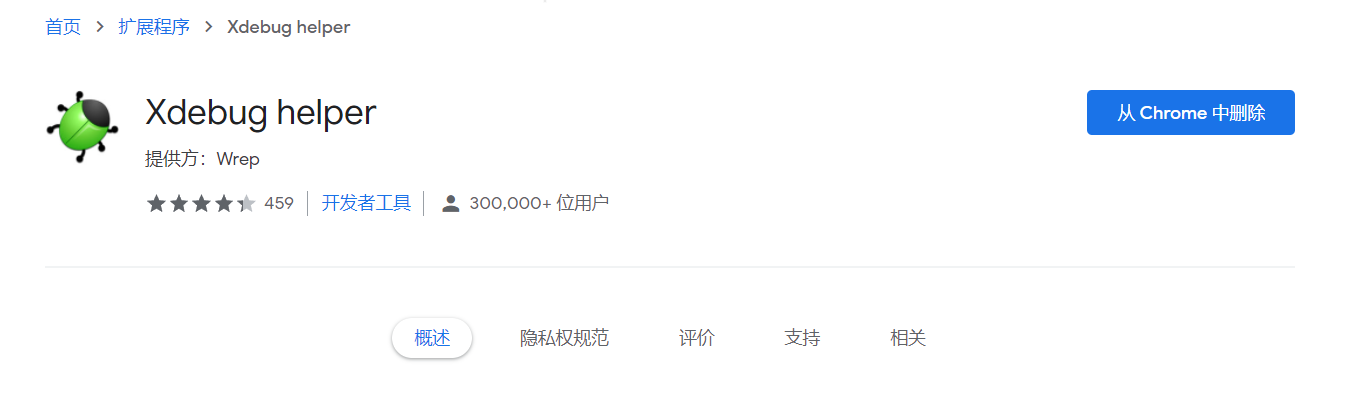 首页 > 扩展程序 > Xdebug helper
Xdebug helper
从 Chrome 中删除
提供方：Wrep
459 开发者工具 300,000+ 位用户
概述 隐私权规范 评价 支持 相关